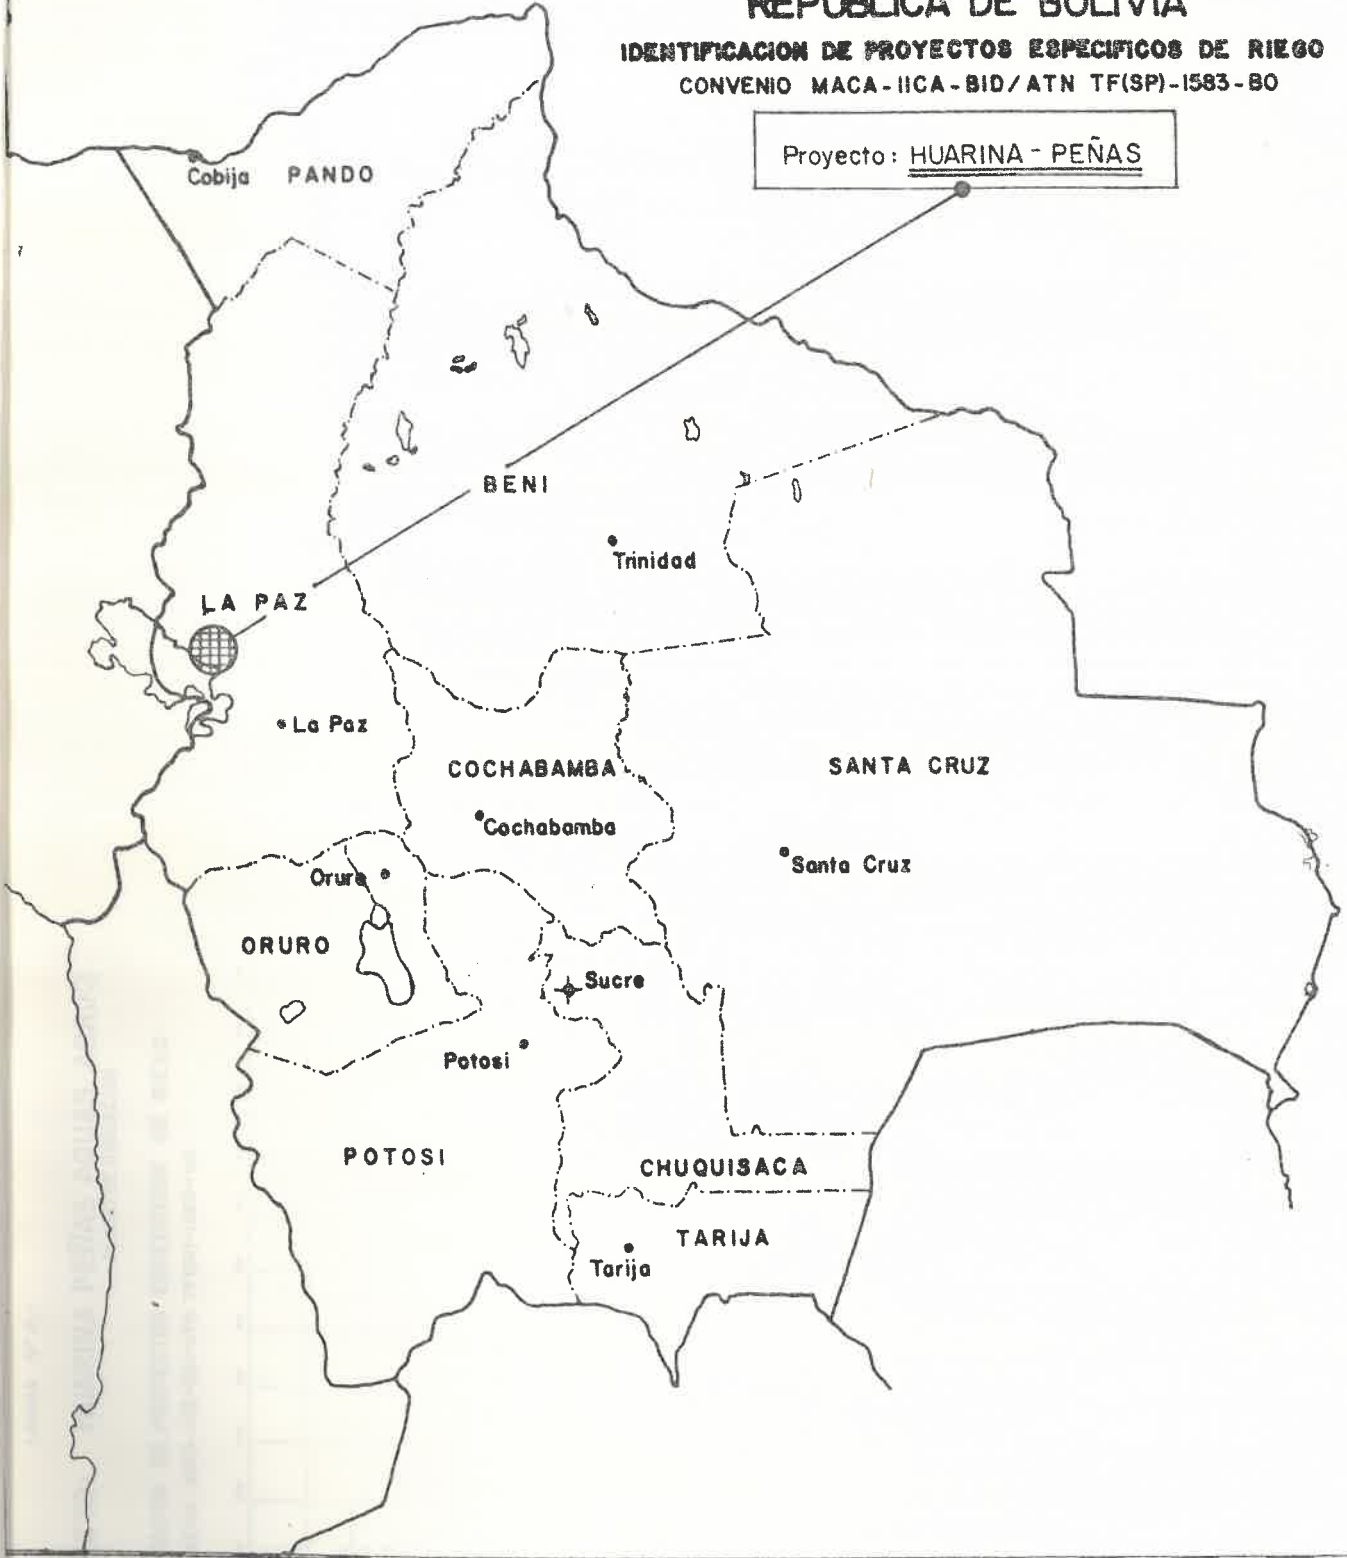 REPUBLICA DE BOLIVIA
IDENTIFICACION DE PROYECTOS ESPECIFICOS DE RIEGO
CONVENIO MACA-IICA-BID/ATN TF(SP)-1583-BO
Proyecto: HUARINA - PEÑAS
Cobija PANDO
BENI
Trinidad
LA PAZ
La Paz
COCHABAMBA
SANTA CRUZ
Cochabamba
Santa Cruz
Oruro
ORURO
Sucre
Potosi
POTOSI
CHUQUISACA
TARIJA
Tarija